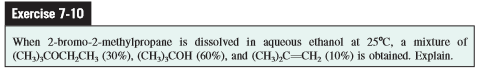 Exercise 7-10
When 2-bromo-2-methylpropane is dissolved in aqueous ethanol at 25°C, a mixture of
(CH₃)₃COCH₂CH₃ (30%), (CH₃)₃COH (60%), and (CH₃)₂C=CH₂ (10%) is obtained. Explain.